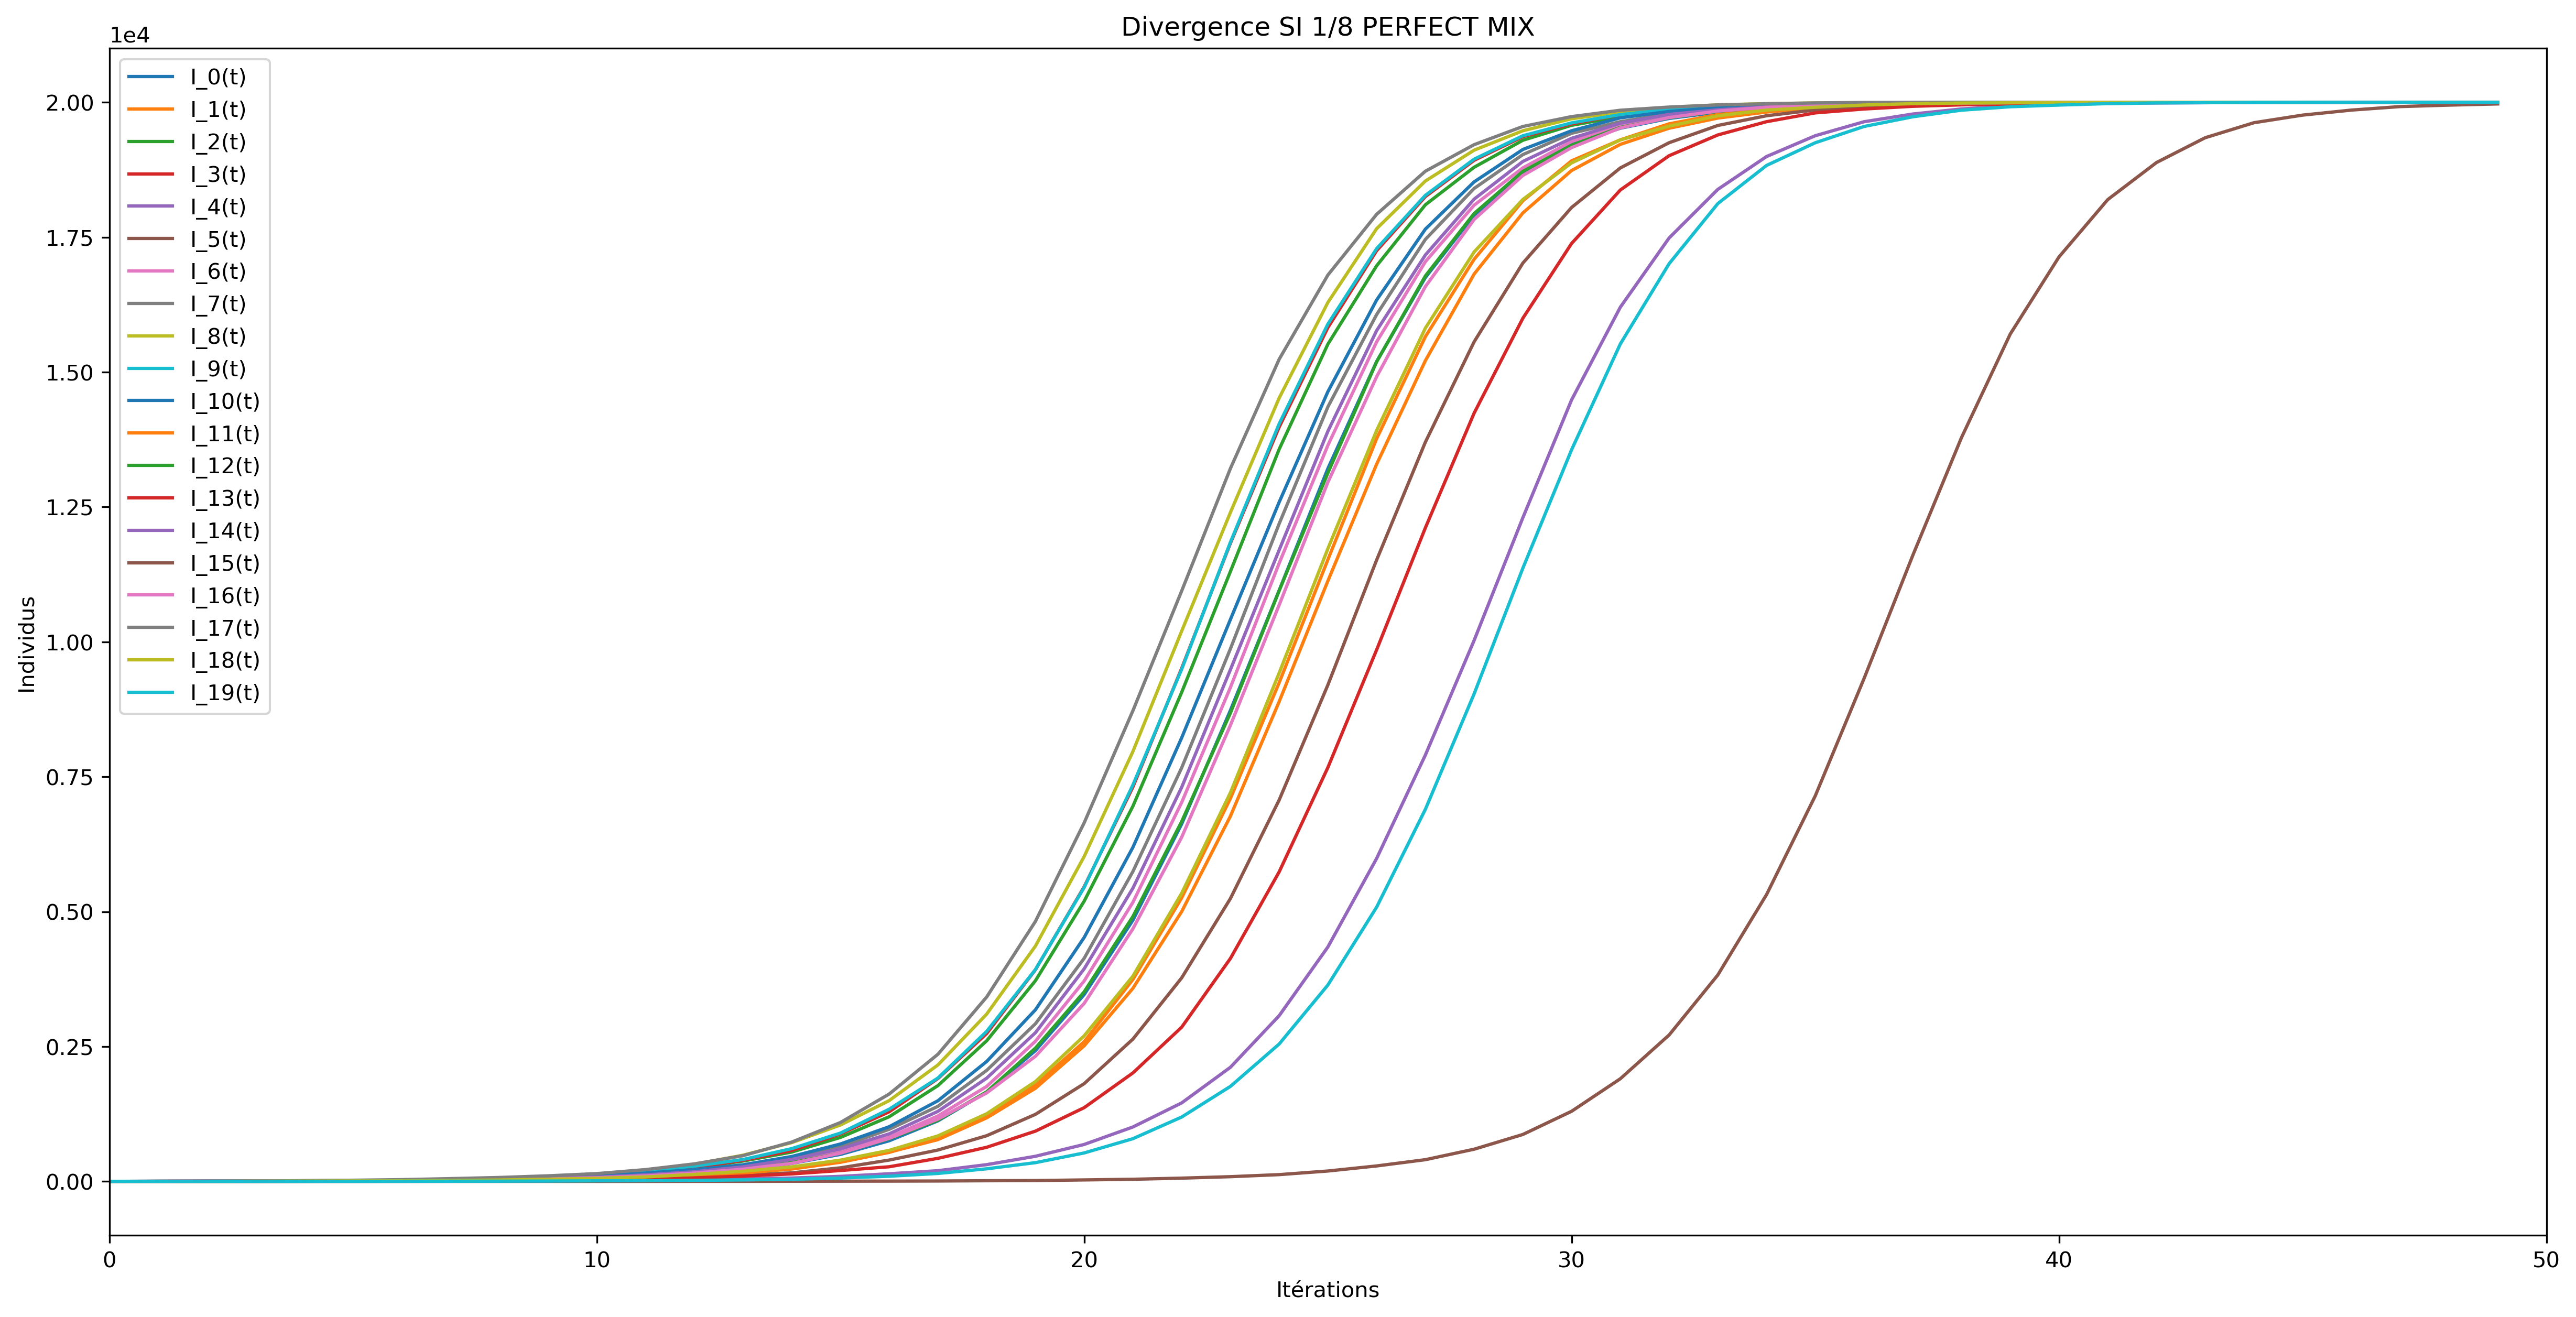 Divergence SI 1/8 PERFECT MIX
1e4
I_0(t)
I_1(t)
I_2(t)
I_3(t)
I_4(t)
I_5(t)
I_6(t)
I_7(t)
I_8(t)
I_9(t)
I_10(t)
I_11(t)
I_12(t)
I_13(t)
I_14(t)
I_15(t)
I_16(t)
I_17(t)
I_18(t)
I_19(t)
2.00
1.75
1.50
1.25
1.00
0.75
0.50
0.25
0.00
Individus
0 10 20 30 40 50
Itérations